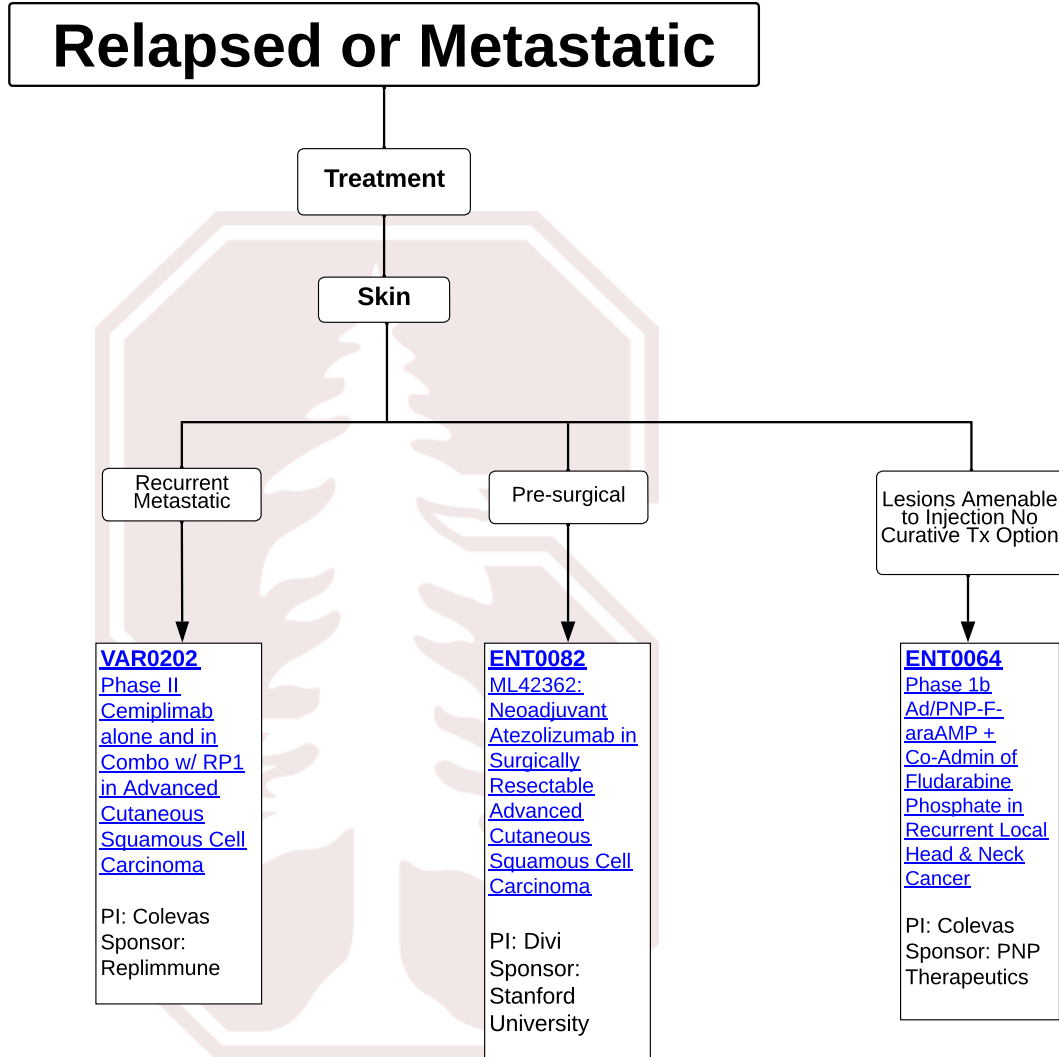 Relapsed or Metastatic
Treatment
Skin
Recurrent
Metastatic
Pre-surgical
Lesions Amenable
to Injection No
Curative Tx Option
VAR0202
Phase II
Cemiplimab
alone and in
Combo w/ RP1
in Advanced
Cutaneous
Squamous Cell
Carcinoma
PI: Colevas
Sponsor:
Replimmune
ENT0082
ML42362:
Neoadjuvant
Atezolizumab in
Surgically
Resectable
Advanced
Cutaneous
Squamous Cell
Carcinoma
PI: Divi
Sponsor:
Stanford
University
ENT0064
Phase 1b
Ad/PNP-F-
araAMP +
Co-Admin of
Fludarabine
Phosphate in
Recurrent Local
Head & Neck
Cancer
PI: Colevas
Sponsor: PNP
Therapeutics